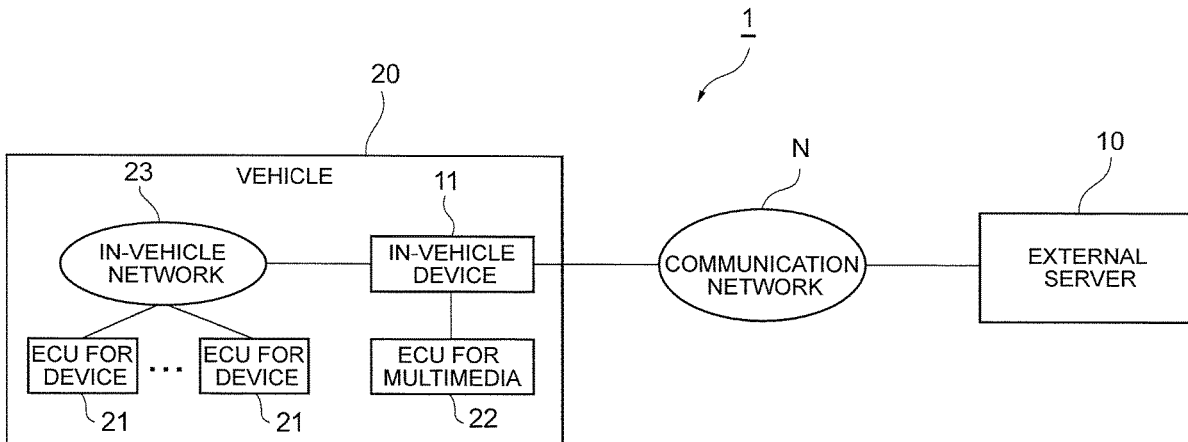 1
20
N
10
23
VEHICLE
11
IN-VEHICLE
NETWORK
IN-VEHICLE
DEVICE
COMMUNICATION
NETWORK
EXTERNAL
SERVER
ECU FOR
DEVICE
...
ECU FOR
DEVICE
ECU FOR
MULTIMEDIA
21
21
22